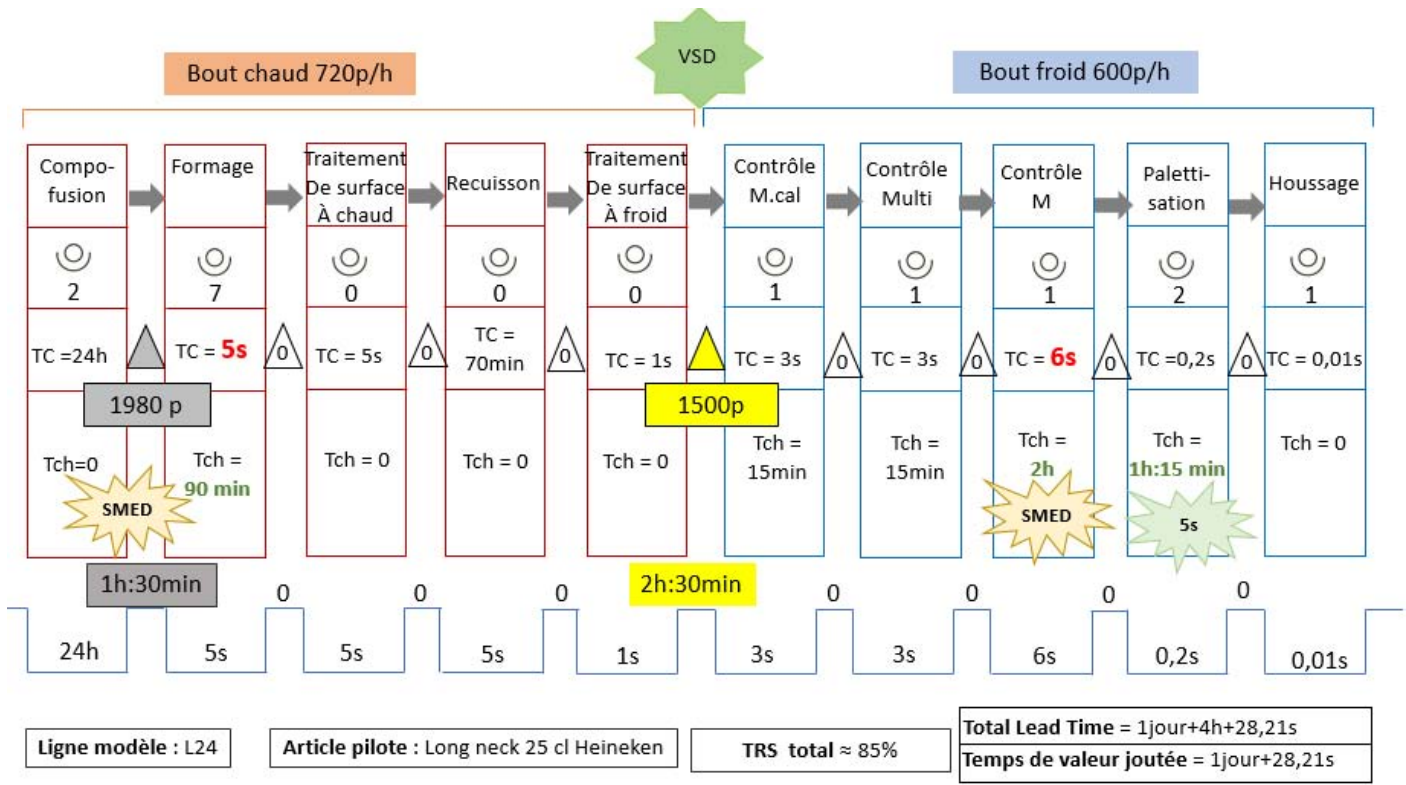 VSD
Bout chaud 720p/h
Bout froid 600p/h
Compo-
fusion
Formage
Traitement
De surface
À chaud
Recuisson
Traitement
De surface
À froid
Contrôle
M.cal
Contrôle
Multi
Contrôle
M
Paletti-
sation
Houssage
2
7
0
0
0
1
1
1
2
1
TC =24h
TC = 5s
0
TC = 5s
0
TC =
70min
0
TC = 1s
TC = 3s
0
TC = 3s
0
TC = 6s
0
TC =0,2s
0
TC = 0,01s
1980 p
1500p
Tch=0
Tch =
90 min
Tch = 0
Tch = 0
Tch = 0
Tch =
15min
Tch =
15min
Tch =
2h
Tch =
1h:15 min
Tch = 0
SMED
SMED
5s
1h:30min
0
0
0
2h:30min
0
0
0
0
24h
5s
5s
5s
1s
3s
3s
6s
0,2s
0,01s
Ligne modèle : L24
Article pilote : Long neck 25 cl Heineken
TRS total ≈ 85%
Total Lead Time = 1jour+4h+28,21s
Temps de valeur joutée = 1jour+28,21s